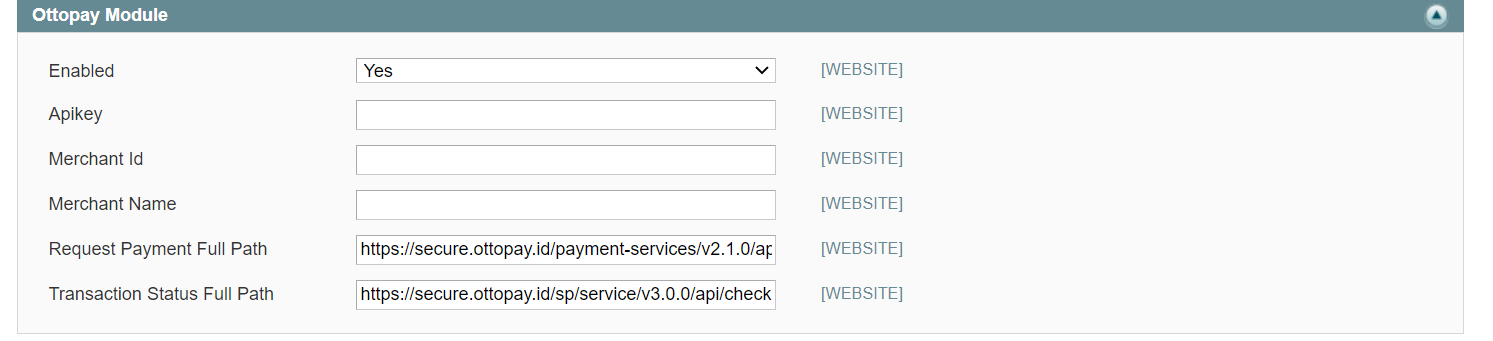 Ottopay Module
Enabled Yes [WEBSITE]
Apikey [WEBSITE]
Merchant Id [WEBSITE]
Merchant Name [WEBSITE]
Request Payment Full Path https://secure.ottopay.id/payment-services/v2.1.0/ap [WEBSITE]
Transaction Status Full Path https://secure.ottopay.id/sp/service/v3.0.0/api/check [WEBSITE]